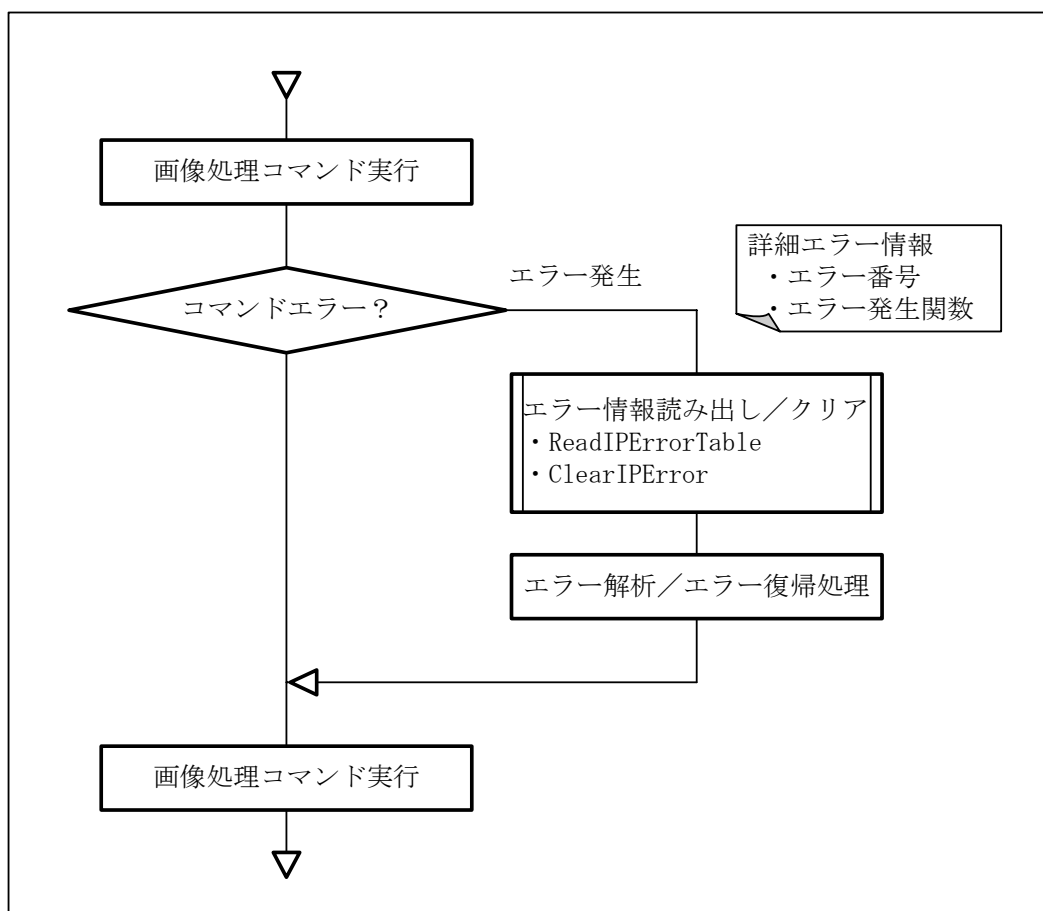 画像処理コマンド実行
コマンドエラー？
エラー発生
詳細エラー情報
・エラー番号
・エラー発生関数
エラー情報読み出し／クリア
・ReadIPErrorTable
・ClearIPError
エラー解析／エラー復帰処理
画像処理コマンド実行